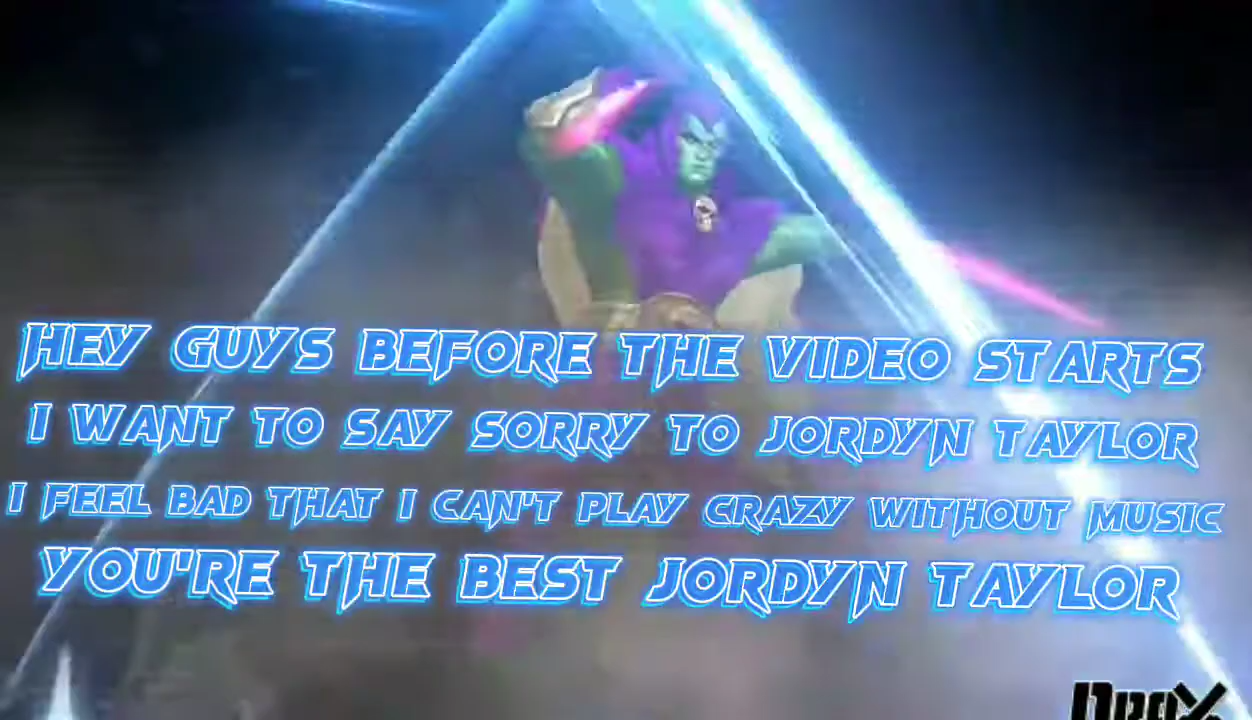 HEY GUYS BEFORE THE VIDEO STARTS
I WANT TO SAY SORRY TO JORDYN TAYLOR
I FEEL BAD THAT I CAN'T PLAY CRAZY WITHOUT MUSIC
YOU'RE THE BEST JORDYN TAYLOR
DraX